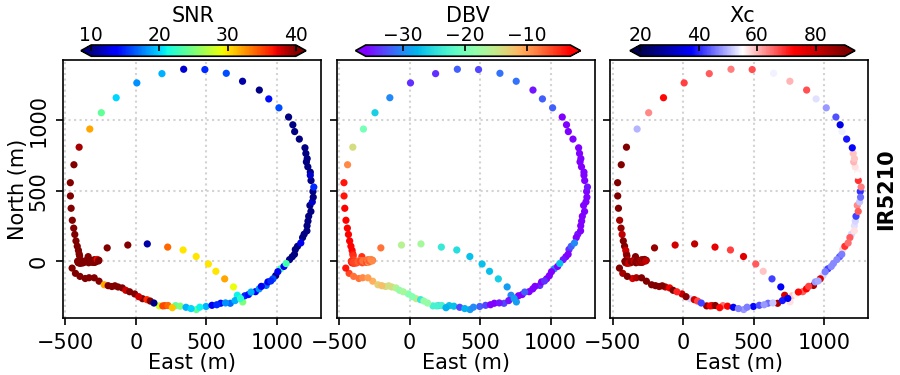 SNR DBV Xc
10 20 30 40 −30 −20 −10 20 40 60 80
North (m)
1000
500
0
IR5210
−500 0 500 1000 −500 0 500 1000 −500 0 500 1000
East (m) East (m) East (m)